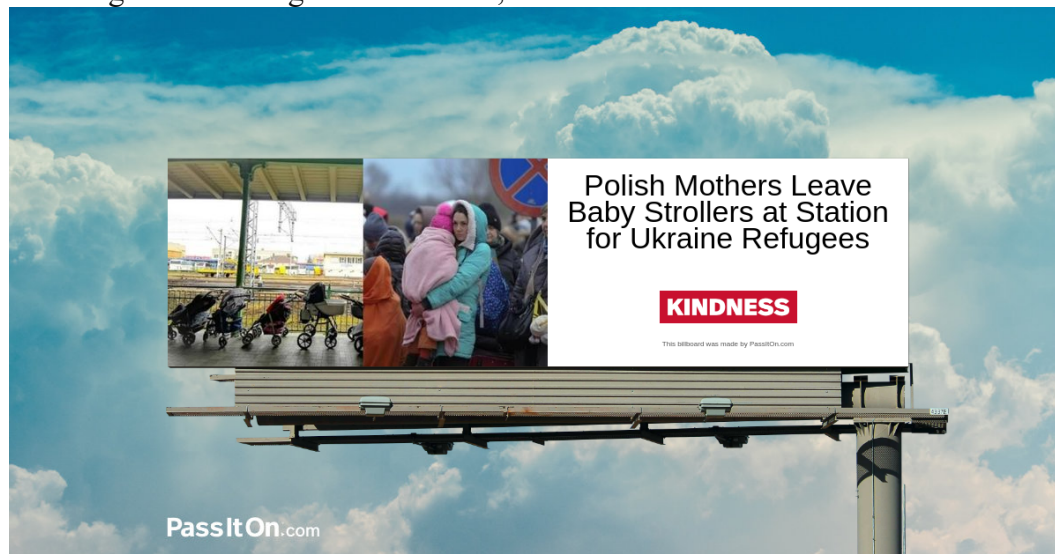 Polish Mothers Leave
Baby Strollers at Station
for Ukraine Refugees
KINDNESS
This billboard was made by PassItOn.com
PassItOn.com